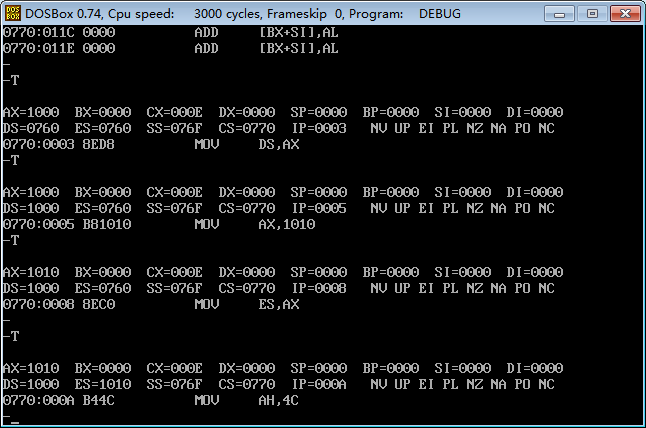 DOSBox 0.74, Cpu speed: 3000 cycles, Frameskip 0, Program: DEBUG
0770:011C 0000 ADD [BX+SI],AL
0770:011E 0000 ADD [BX+SI],AL
-
-T
AX=1000 BX=0000 CX=000E DX=0000 SP=0000 BP=0000 SI=0000 DI=0000
DS=0760 ES=0760 SS=076F CS=0770 IP=0003 NV UP EI PL NZ NA PO NC
0770:0003 8ED8 MOV DS,AX
-T
AX=1000 BX=0000 CX=000E DX=0000 SP=0000 BP=0000 SI=0000 DI=0000
DS=1000 ES=0760 SS=076F CS=0770 IP=0005 NV UP EI PL NZ NA PO NC
0770:0005 B81010 MOV AX,1010
-T
AX=1010 BX=0000 CX=000E DX=0000 SP=0000 BP=0000 SI=0000 DI=0000
DS=1000 ES=0760 SS=076F CS=0770 IP=0008 NV UP EI PL NZ NA PO NC
0770:0008 8EC0 MOV ES,AX
-
-T
AX=1010 BX=0000 CX=000E DX=0000 SP=0000 BP=0000 SI=0000 DI=0000
DS=1000 ES=1010 SS=076F CS=0770 IP=000A NV UP EI PL NZ NA PO NC
0770:000A B44C MOV AH,4C
-_